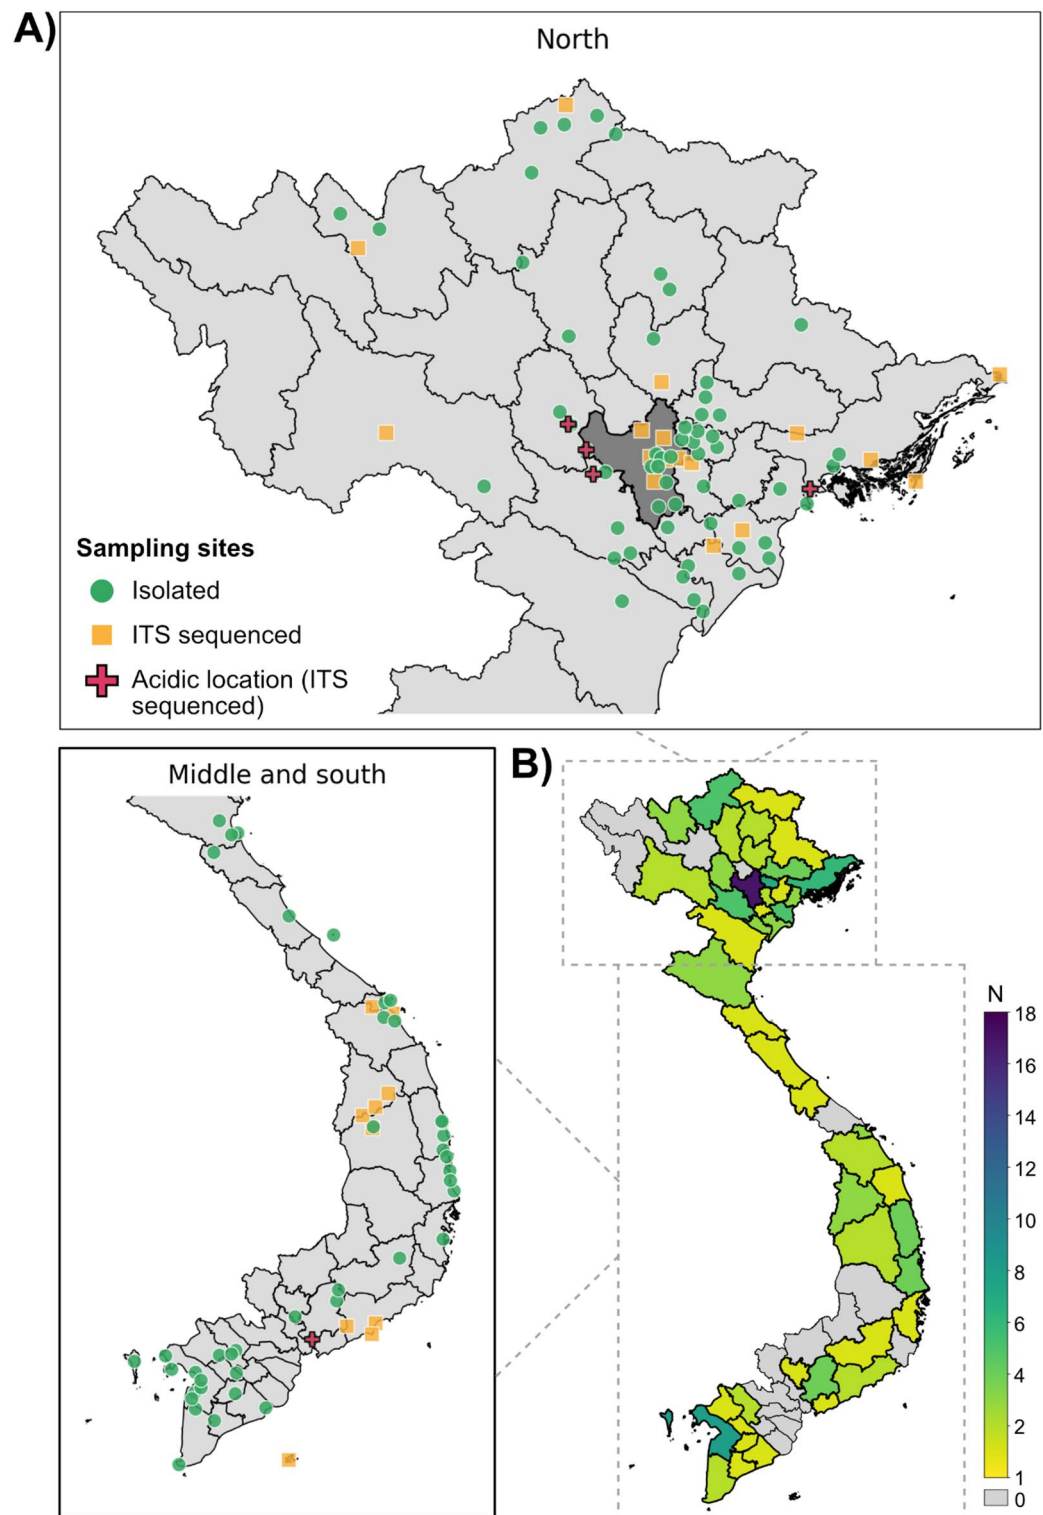 A)
North
Sampling sites
Isolated
ITS sequenced
Acidic location (ITS
sequenced)
Middle and south
B)
N
18
16
14
12
10
8
6
4
2
1
0